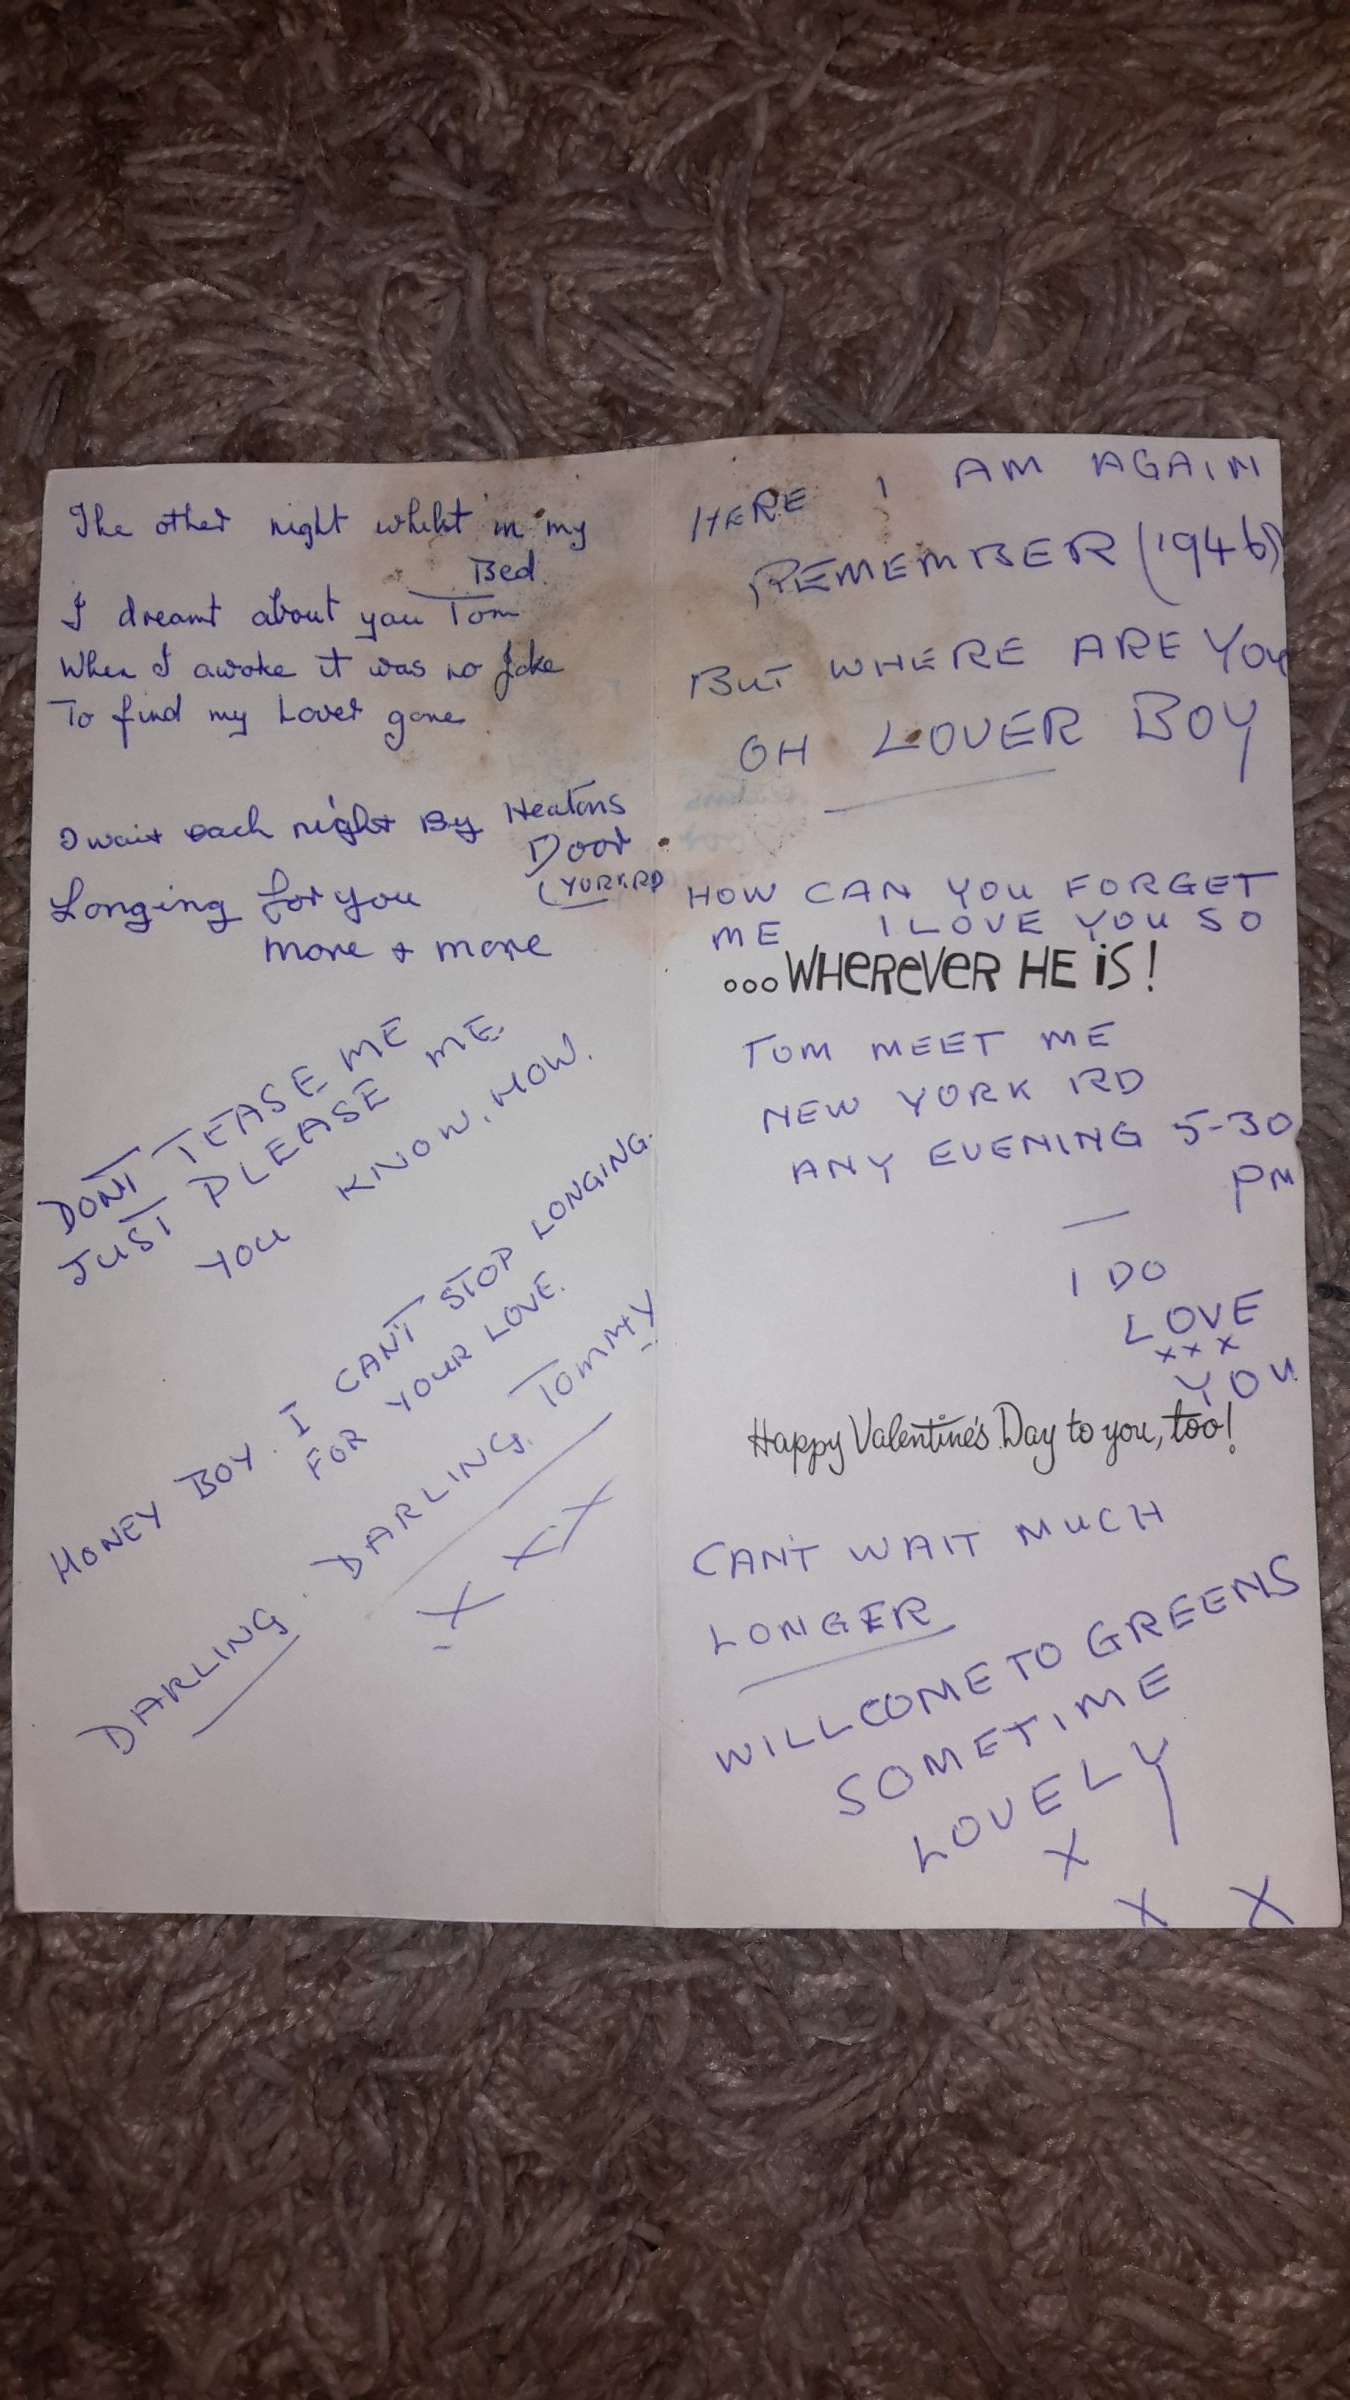 The other night whilst in my
Bed.
I dreamt about you Tom
When I awoke it was no Joke
To find my Lover gone
I wait each night By Heatons
Door
(YORK RD
Longing for you
more + more
DONT TEASE ME
JUST PLEASE ME
YOU KNOW. HOW.
HONEY BOY. I CAN'T STOP LONGING.
FOR YOUR LOVE.
DARLING. DARLING. TOMMY
X X X
HERE I AM AGAIN
REMEMBER (1946)
BUT WHERE ARE YOU
OH LOVER BOY
HOW CAN YOU FORGET
ME I LOVE YOU SO
...WHEREVER HE IS!
TOM MEET ME
NEW YORK RD
ANY EVENING 5-30
PM
I DO
LOVE
x x x
YOU
Happy Valentine's Day to you, too!
CAN'T WAIT MUCH
LONGER
WILL COME TO GREENS
SOMETIME
LOVELY
X
X X